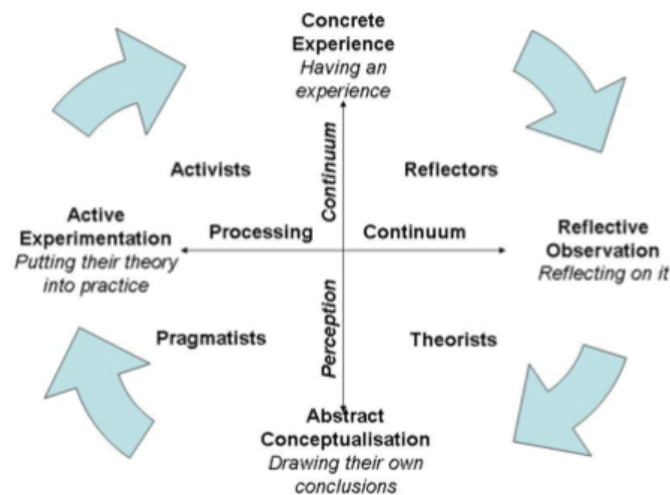 Concrete
Experience
Having an
experience
Continuum
Activists
Reflectors
Active
Experimentation
Putting their theory
into practice
Processing
Continuum
Reflective
Observation
Reflecting on it
Perception
Pragmatists
Theorists
Abstract
Conceptualisation
Drawing their own
conclusions